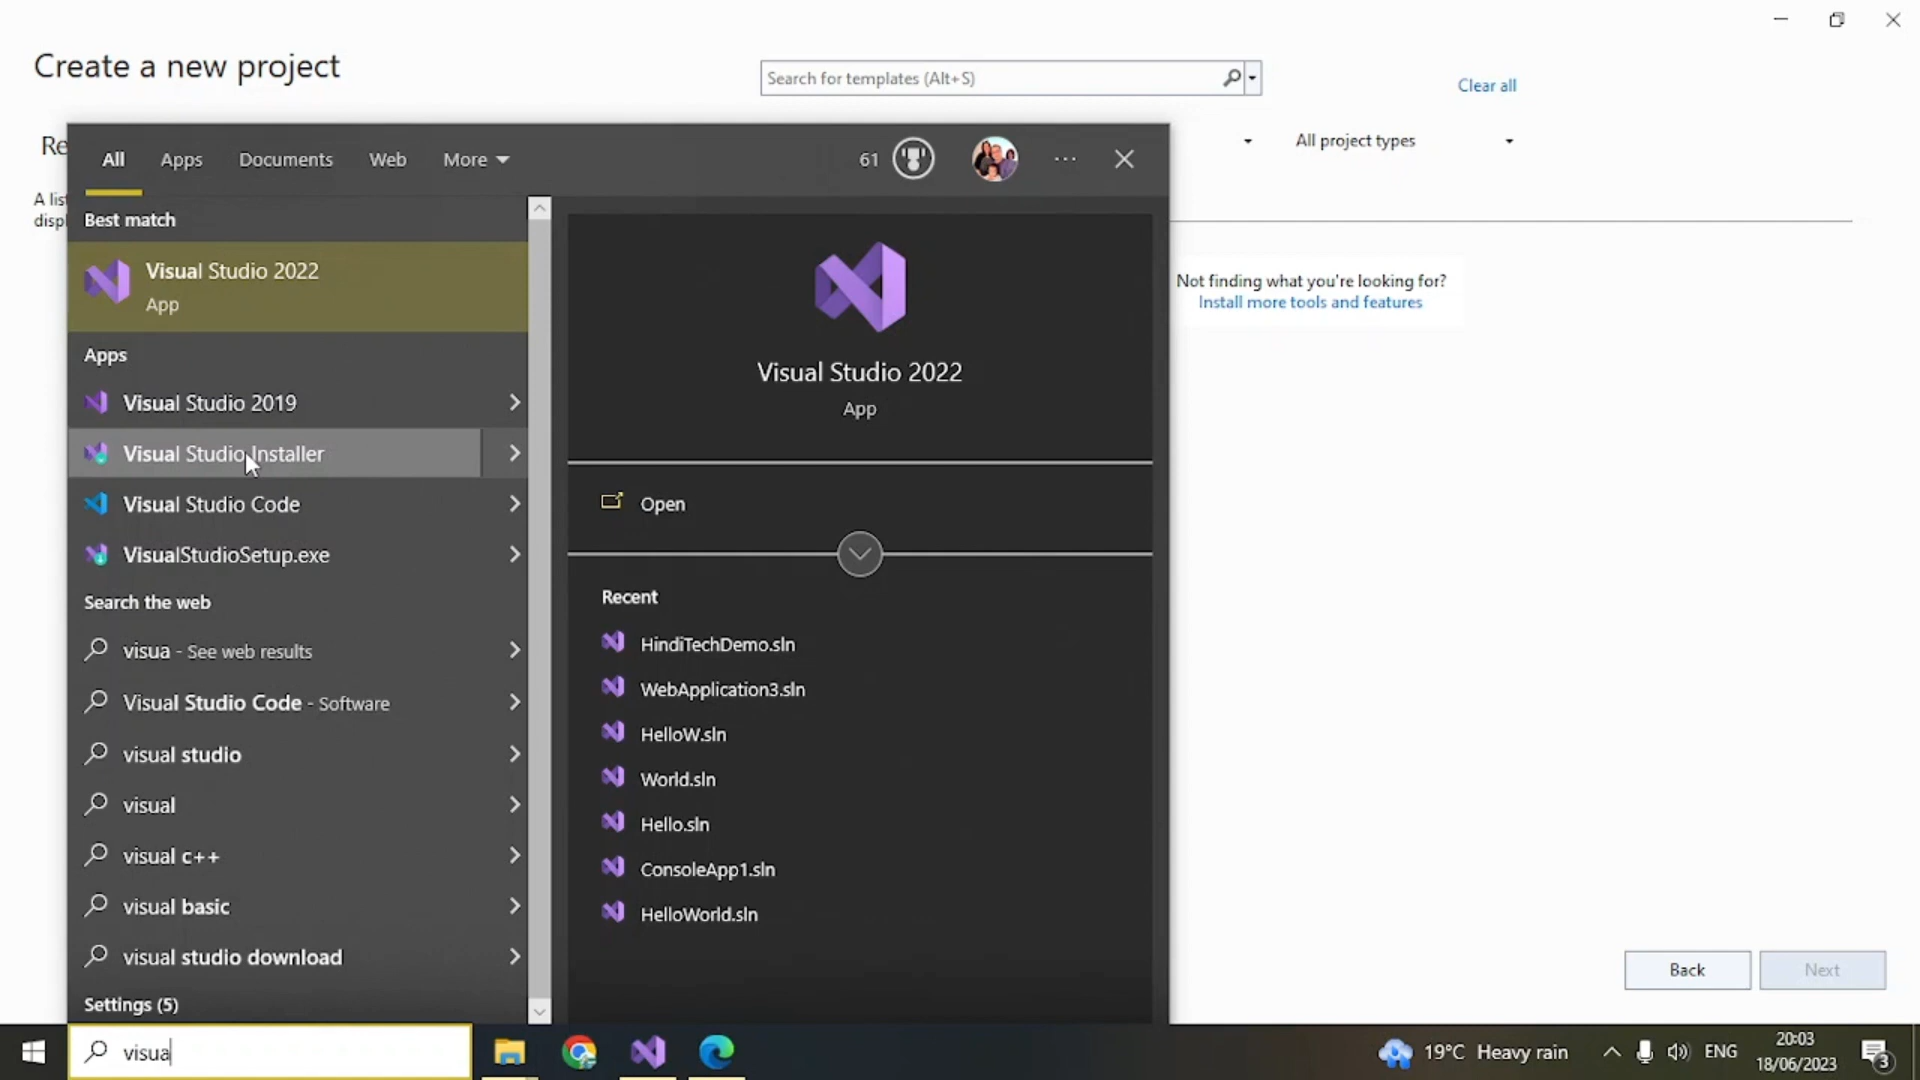 Create a new project
Search for templates (Alt+S)
Clear all
Re
All project types
A list
displ
All
Apps
Documents
Web
More
61
Best match
Visual Studio 2022
App
Apps
Visual Studio 2019
Visual Studio Installer
Visual Studio Code
VisualStudioSetup.exe
Search the web
visua - See web results
Visual Studio Code - Software
visual studio
visual
visual c++
visual basic
visual studio download
Settings (5)
Visual Studio 2022
App
Open
Recent
HindiTechDemo.sln
WebApplication3.sln
HelloW.sln
World.sln
Hello.sln
ConsoleApp1.sln
HelloWorld.sln
Not finding what you're looking for?
Install more tools and features
Back
Next
visua
19°C Heavy rain
ENG
20:03
18/06/2023
3